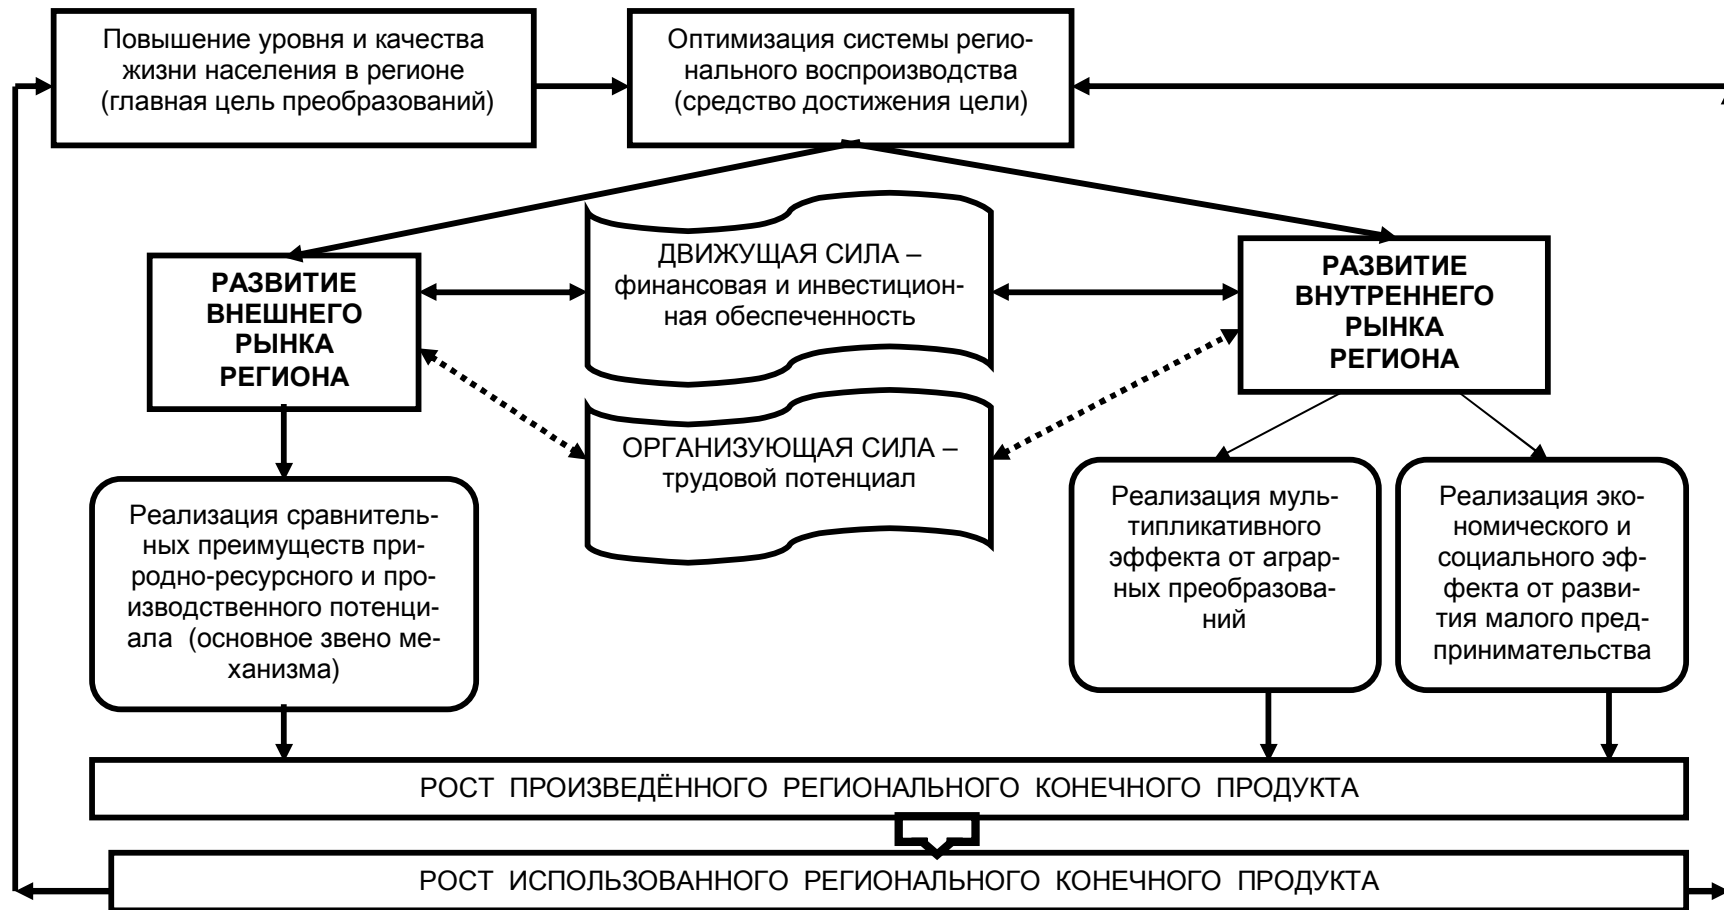 Повышение уровня и качества
жизни населения в регионе
(главная цель преобразований)
Оптимизация системы регио-
нального воспроизводства
(средство достижения цели)
ДВИЖУЩАЯ СИЛА –
финансовая и инвестицион-
ная обеспеченность
РАЗВИТИЕ
ВНЕШНЕГО
РЫНКА
РЕГИОНА
РАЗВИТИЕ
ВНУТРЕННЕГО
РЫНКА
РЕГИОНА
ОРГАНИЗУЮЩАЯ СИЛА –
трудовой потенциал
Реализация сравнитель-
ных преимуществ при-
родно-ресурсного и про-
изводственного потенци-
ала (основное звено ме-
ханизма)
Реализация муль-
типликативного
эффекта от аграр-
ных преобразова-
ний
Реализация эко-
номического и
социального эф-
фекта от разви-
тия малого пред-
принимательства
РОСТ ПРОИЗВЕДЁННОГО РЕГИОНАЛЬНОГО КОНЕЧНОГО ПРОДУКТА
РОСТ ИСПОЛЬЗОВАННОГО РЕГИОНАЛЬНОГО КОНЕЧНОГО ПРОДУКТА